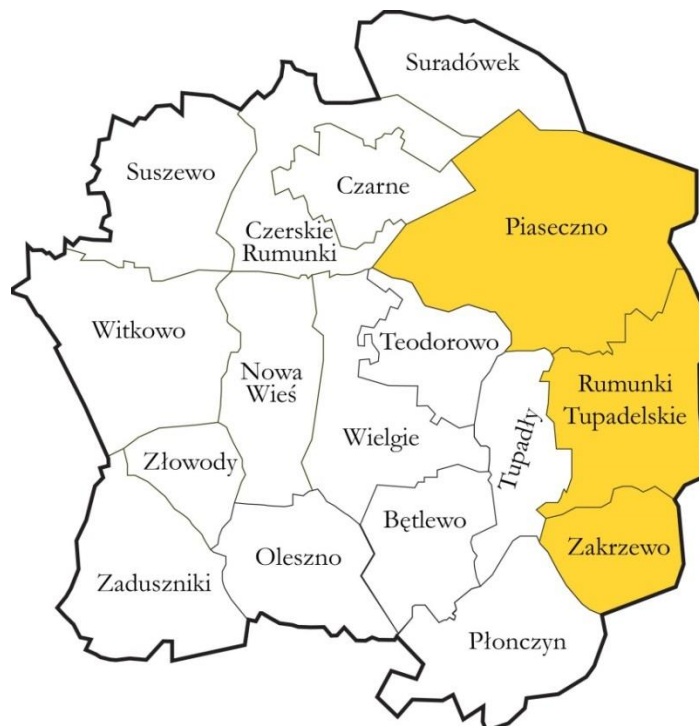 Suradówek
Suszewo
Czarne
Czerskie
Rumunki
Piaseczno
Witkowo
Nowa
Wieś
Teodorowo
Rumunki
Tupadelskie
Wielgie
Tupadły
Złowody
Bętlewo
Oleszno
Zakrzewo
Zaduszniki
Płonczyn